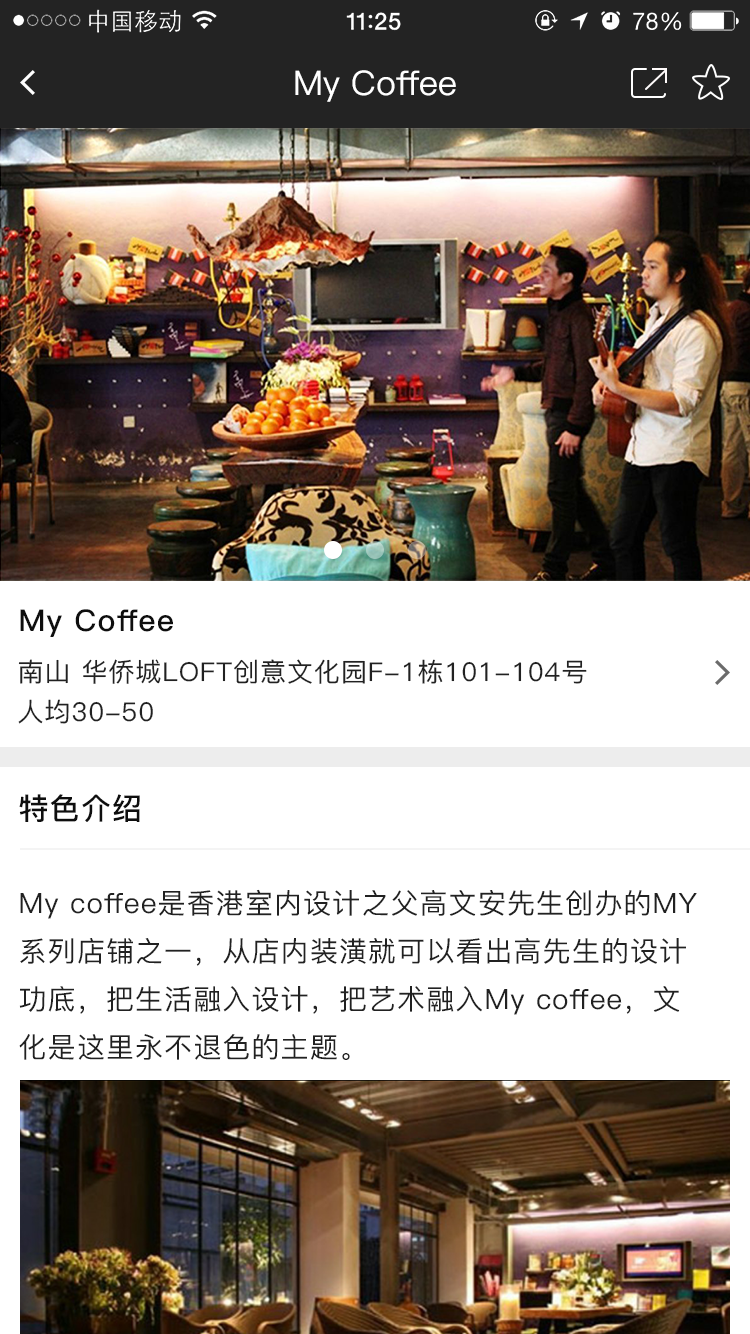 中国移动
11:25
78%
My Coffee
My Coffee
南山 华侨城LOFT创意文化园F-1栋101-104号
人均30-50
特色介绍
My coffee是香港室内设计之父高文安先生创办的MY
系列店铺之一，从店内装潢就可以看出高先生的设计
功底，把生活融入设计，把艺术融入My coffee，文
化是这里永不退色的主题。